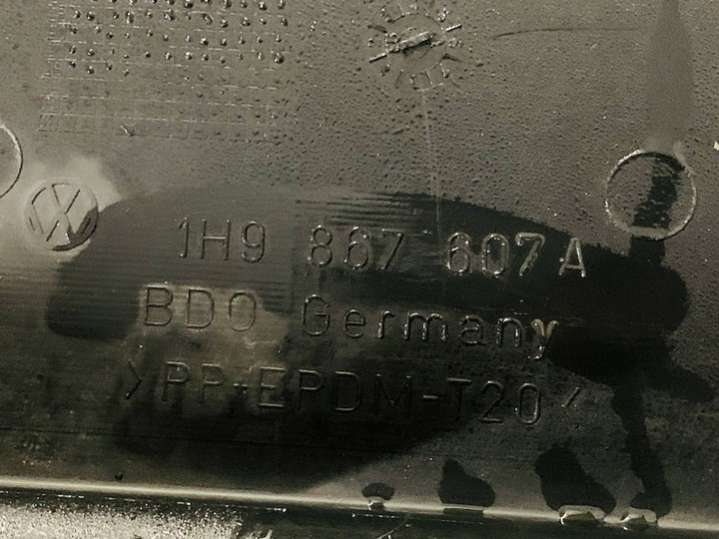 1H9 867 607 A
BDO Germany
>PP+EPDM-T20<